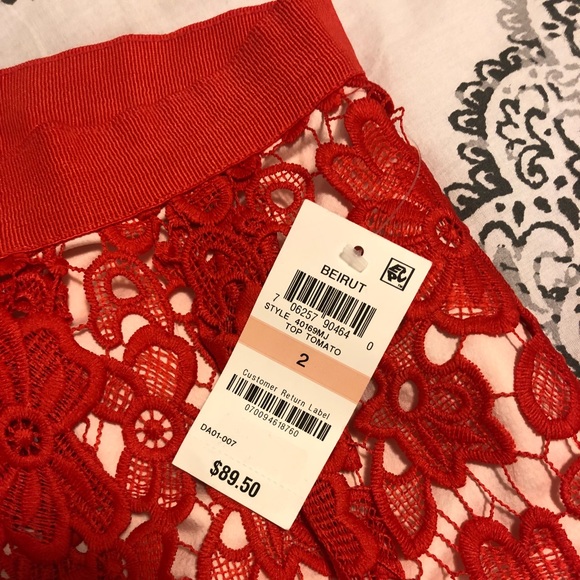 BEIRUT
7 06257 90464 0
STYLE 40169MJ
TOP TOMATO
2
Customer Return Label
070094618760
DA01-007
$89.50